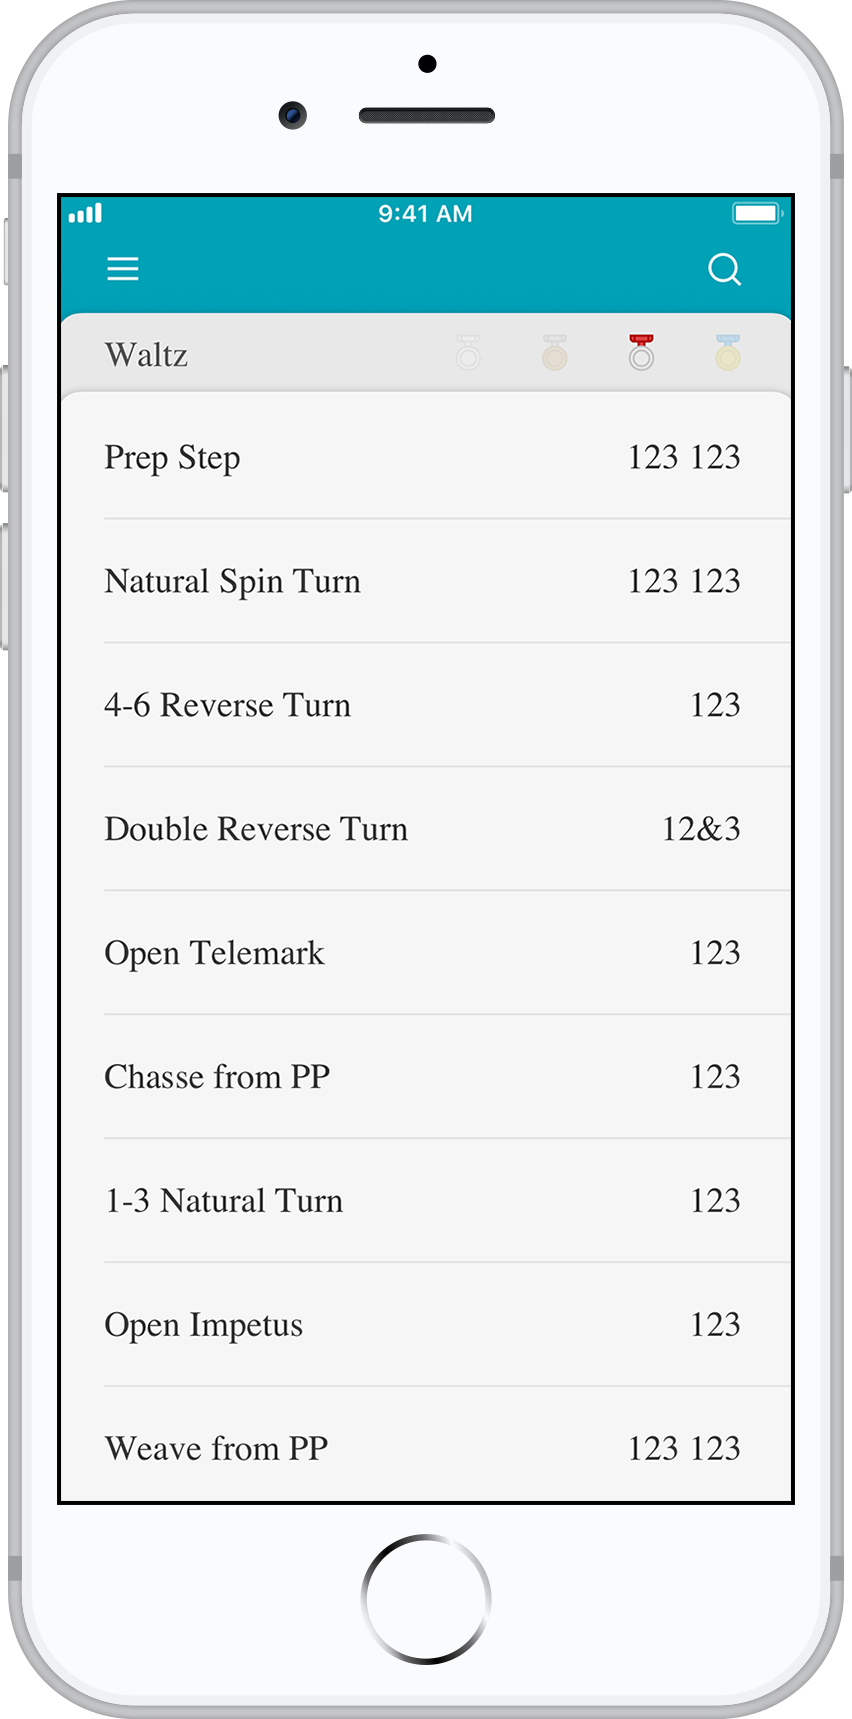 9:41 AM
Waltz
Prep Step 123 123
Natural Spin Turn 123 123
4-6 Reverse Turn 123
Double Reverse Turn 12&3
Open Telemark 123
Chasse from PP 123
1-3 Natural Turn 123
Open Impetus 123
Weave from PP 123 123